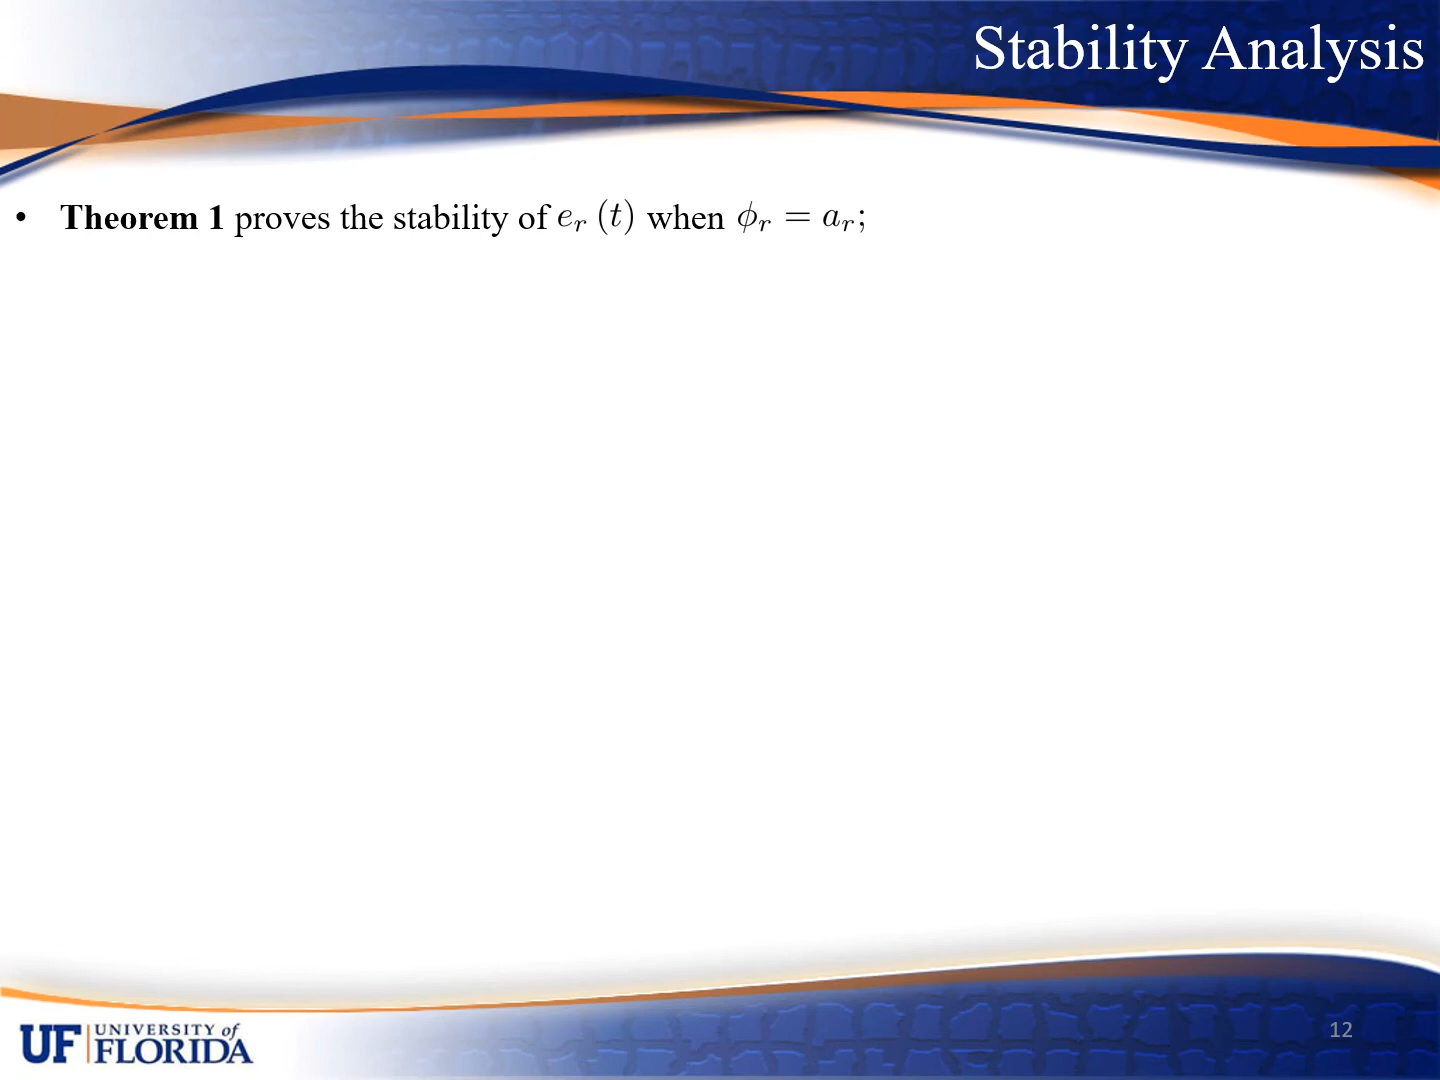 Stability Analysis
• Theorem 1 proves the stability of e_r (t) when ϕ_r = a_r;
UF UNIVERSITY of
FLORIDA
12